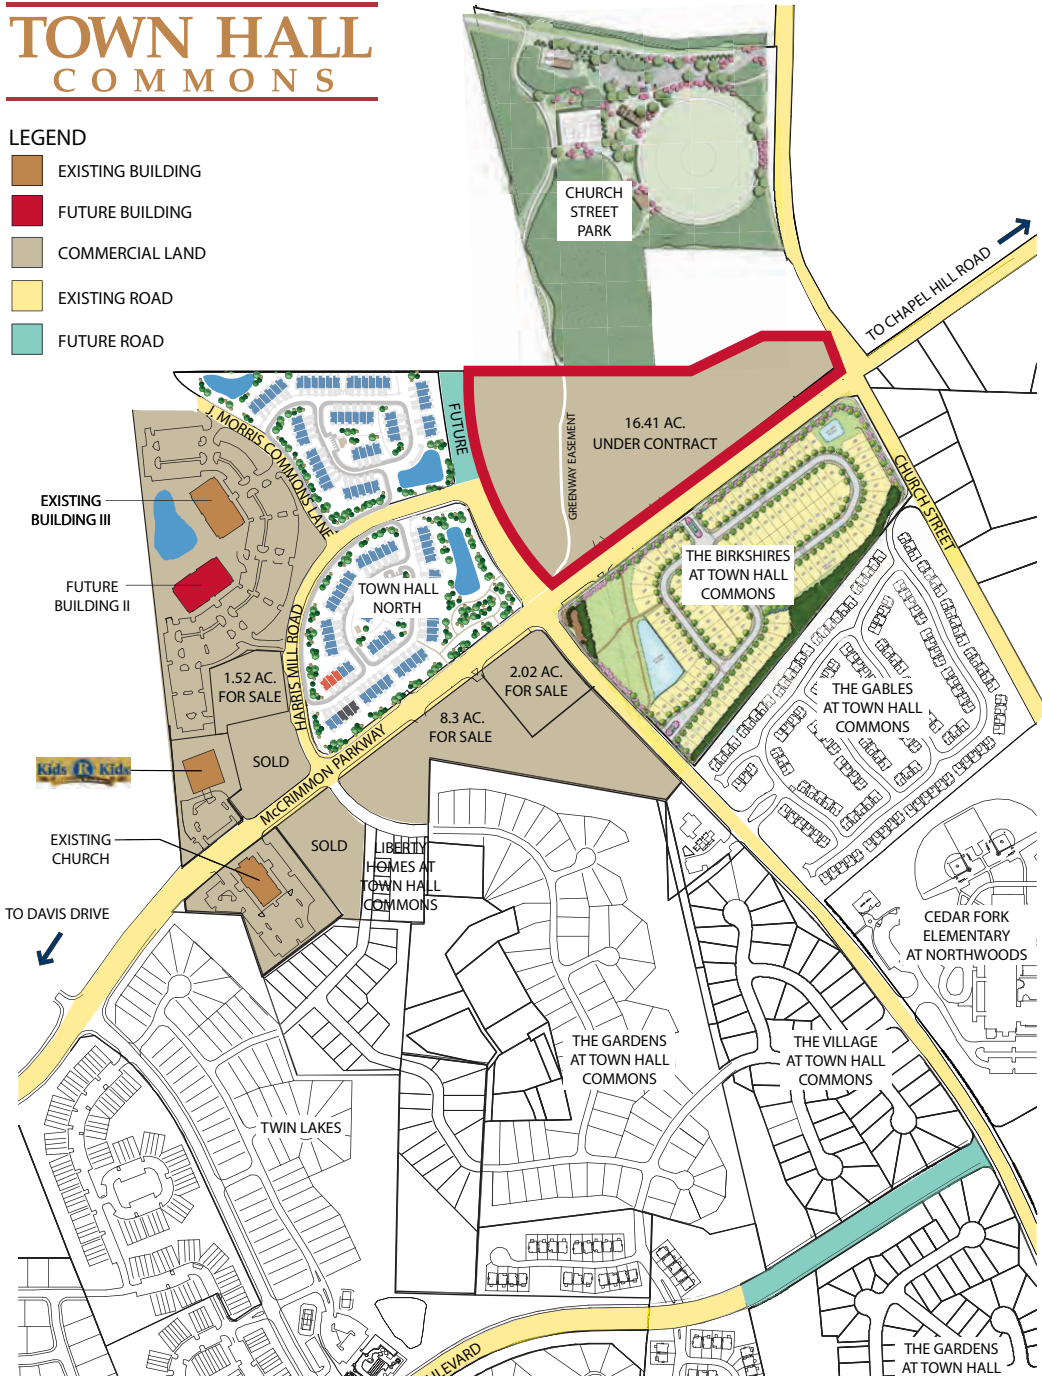 TOWN HALL
COMMONS
LEGEND
EXISTING BUILDING
FUTURE BUILDING
COMMERCIAL LAND
EXISTING ROAD
FUTURE ROAD
CHURCH
STREET
PARK
TO CHAPEL HILL ROAD
J. MORRIS COMMONS LANE
FUTURE
GREENWAY EASEMENT
16.41 AC.
UNDER CONTRACT
CHURCH STREET
EXISTING
BUILDING III
FUTURE
BUILDING II
TOWN HALL
NORTH
THE BIRKSHIRES
AT TOWN HALL
COMMONS
HARRIS MILL ROAD
1.52 AC.
FOR SALE
2.02 AC.
FOR SALE
8.3 AC.
FOR SALE
THE GABLES
AT TOWN HALL
COMMONS
Kids R Kids
SOLD
McCRIMMON PARKWAY
EXISTING
CHURCH
SOLD
LIBERTY
HOMES AT
TOWN HALL
COMMONS
TO DAVIS DRIVE
CEDAR FORK
ELEMENTARY
AT NORTHWOODS
THE GARDENS
AT TOWN HALL
COMMONS
THE VILLAGE
AT TOWN HALL
COMMONS
TWIN LAKES
ULEVARD
THE GARDENS
AT TOWN HALL